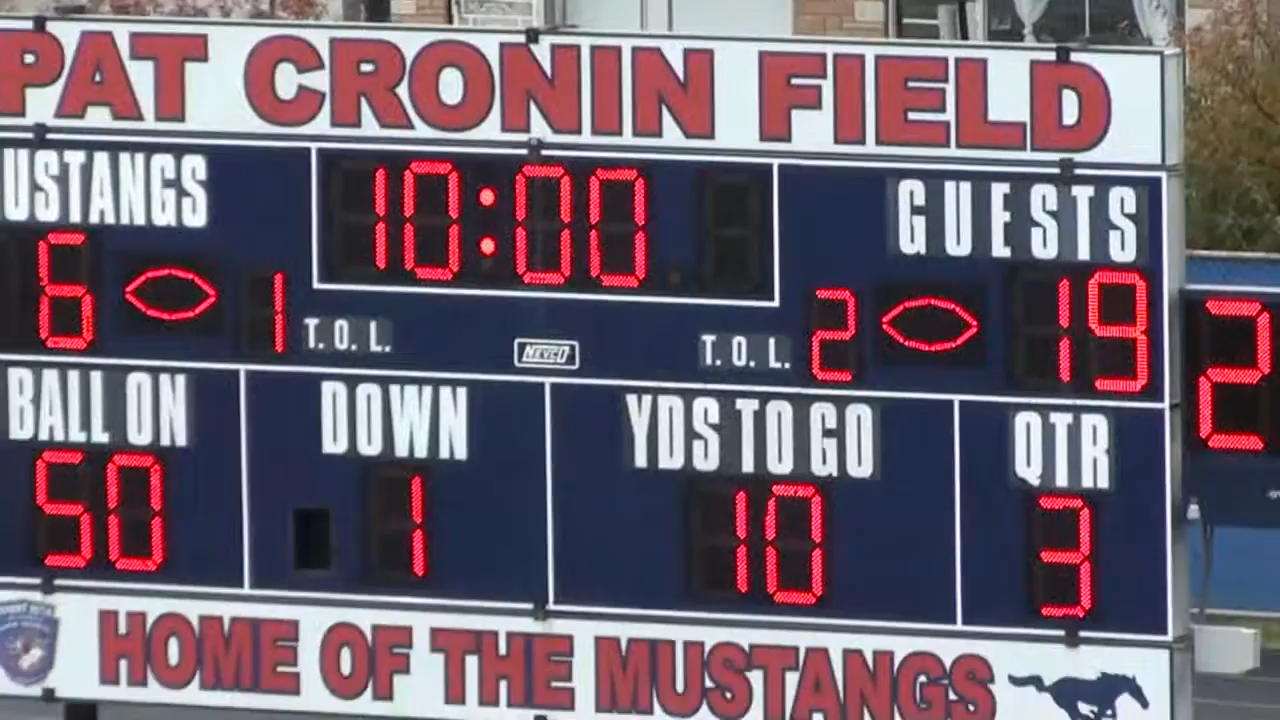 PAT CRONIN FIELD
USTANGS 10:00 GUESTS
6 1 T.O.L. NEVCO T.O.L. 2 19
2
BALL ON DOWN YDS TO GO QTR
50 1 10 3
HOME OF THE MUSTANGS